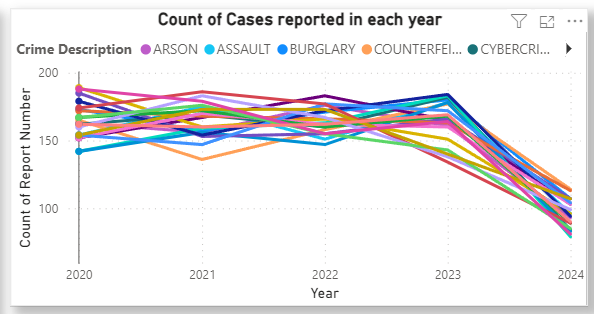 Count of Cases reported in each year
Crime Description ARSON ASSAULT BURGLARY COUNTERFEI... CYBERCRI...
Count of Report Number
200
150
100
2020 2021 2022 2023 2024
Year